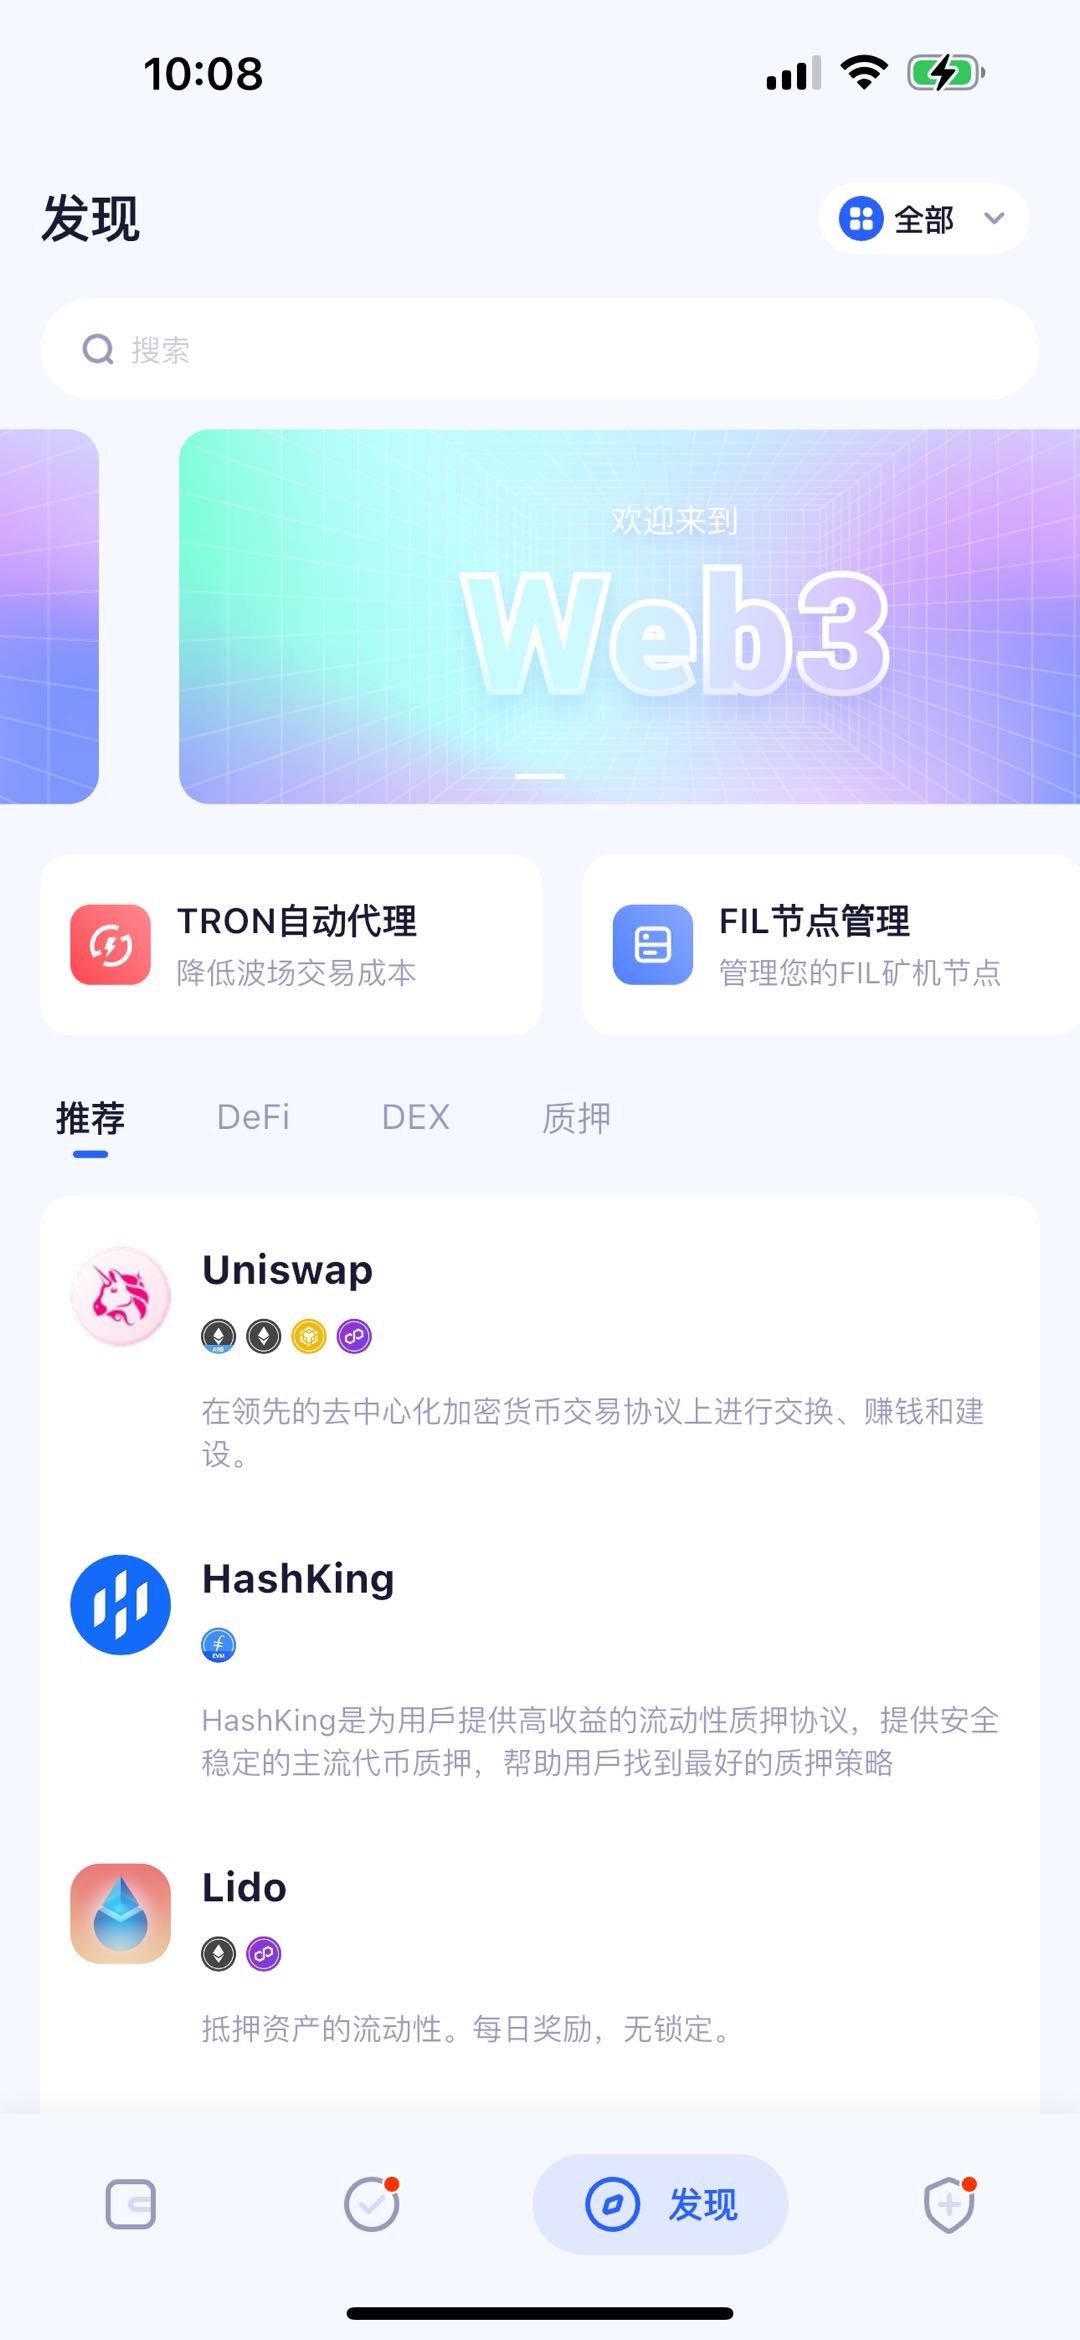 10:08
发现
全部
搜索
欢迎来到
Web3
TRON自动代理
降低波场交易成本
FIL节点管理
管理您的FIL矿机节点
推荐
DeFi
DEX
质押
Uniswap
ARB
在领先的去中心化加密货币交易协议上进行交换、赚钱和建
设。
HashKing
EVM
HashKing是为用戶提供高收益的流动性质押协议，提供安全
稳定的主流代币质押，帮助用戶找到最好的质押策略
Lido
抵押资产的流动性。每日奖励，无锁定。
发现